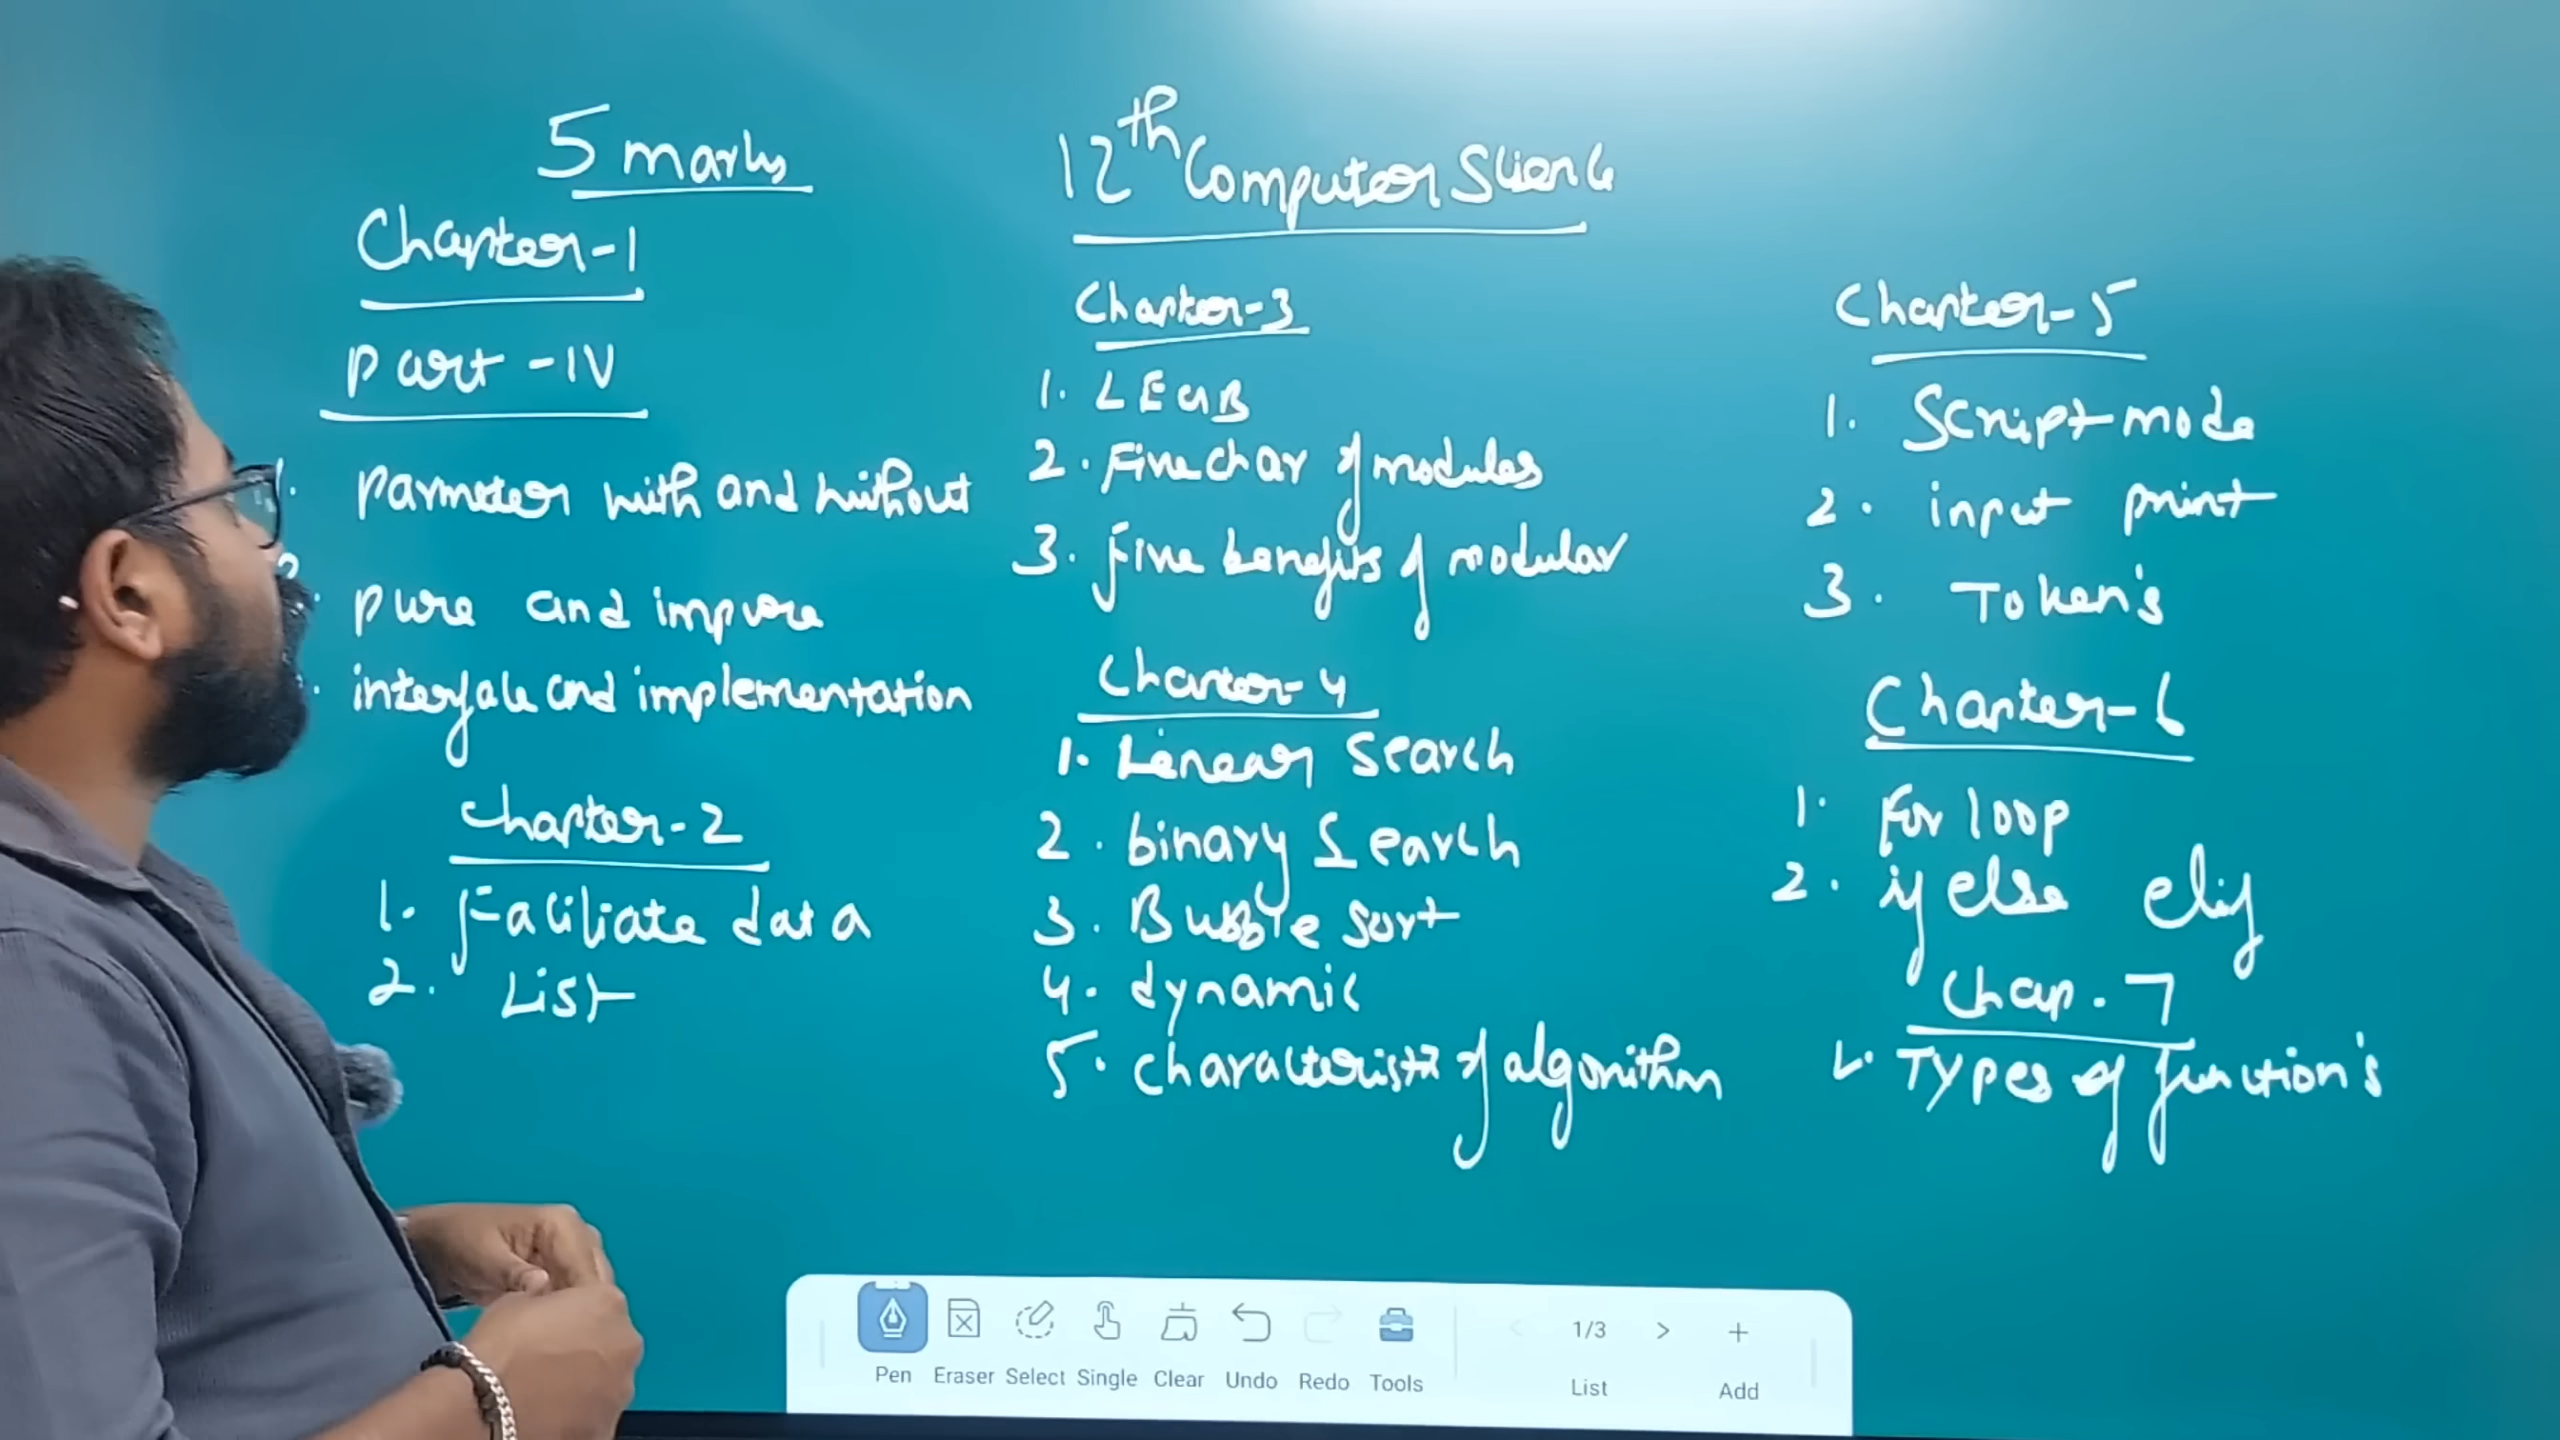 5 marks
12th Computer Science
Chapter-1
Part -IV
1. parmeter with and without
2. pure and impure
. interface and implementation
Chapter-2
1. Faciliate data
2. List
Chapter-3
1. LEGB
2. Five char of modules
3. Five benefits of modular
Chapter-4
1. Linear Search
2. binary Search
3. Bubble sort
4. dynamic
5. characteristic of algorithm
Chapter-5
1. Script mode
2. input print
3. Token's
Chapter-6
1. For loop
2. if else elif
Chap. 7
1. Types of function's
Pen Eraser Select Single Clear Undo Redo Tools
< 1/3 > +
List Add